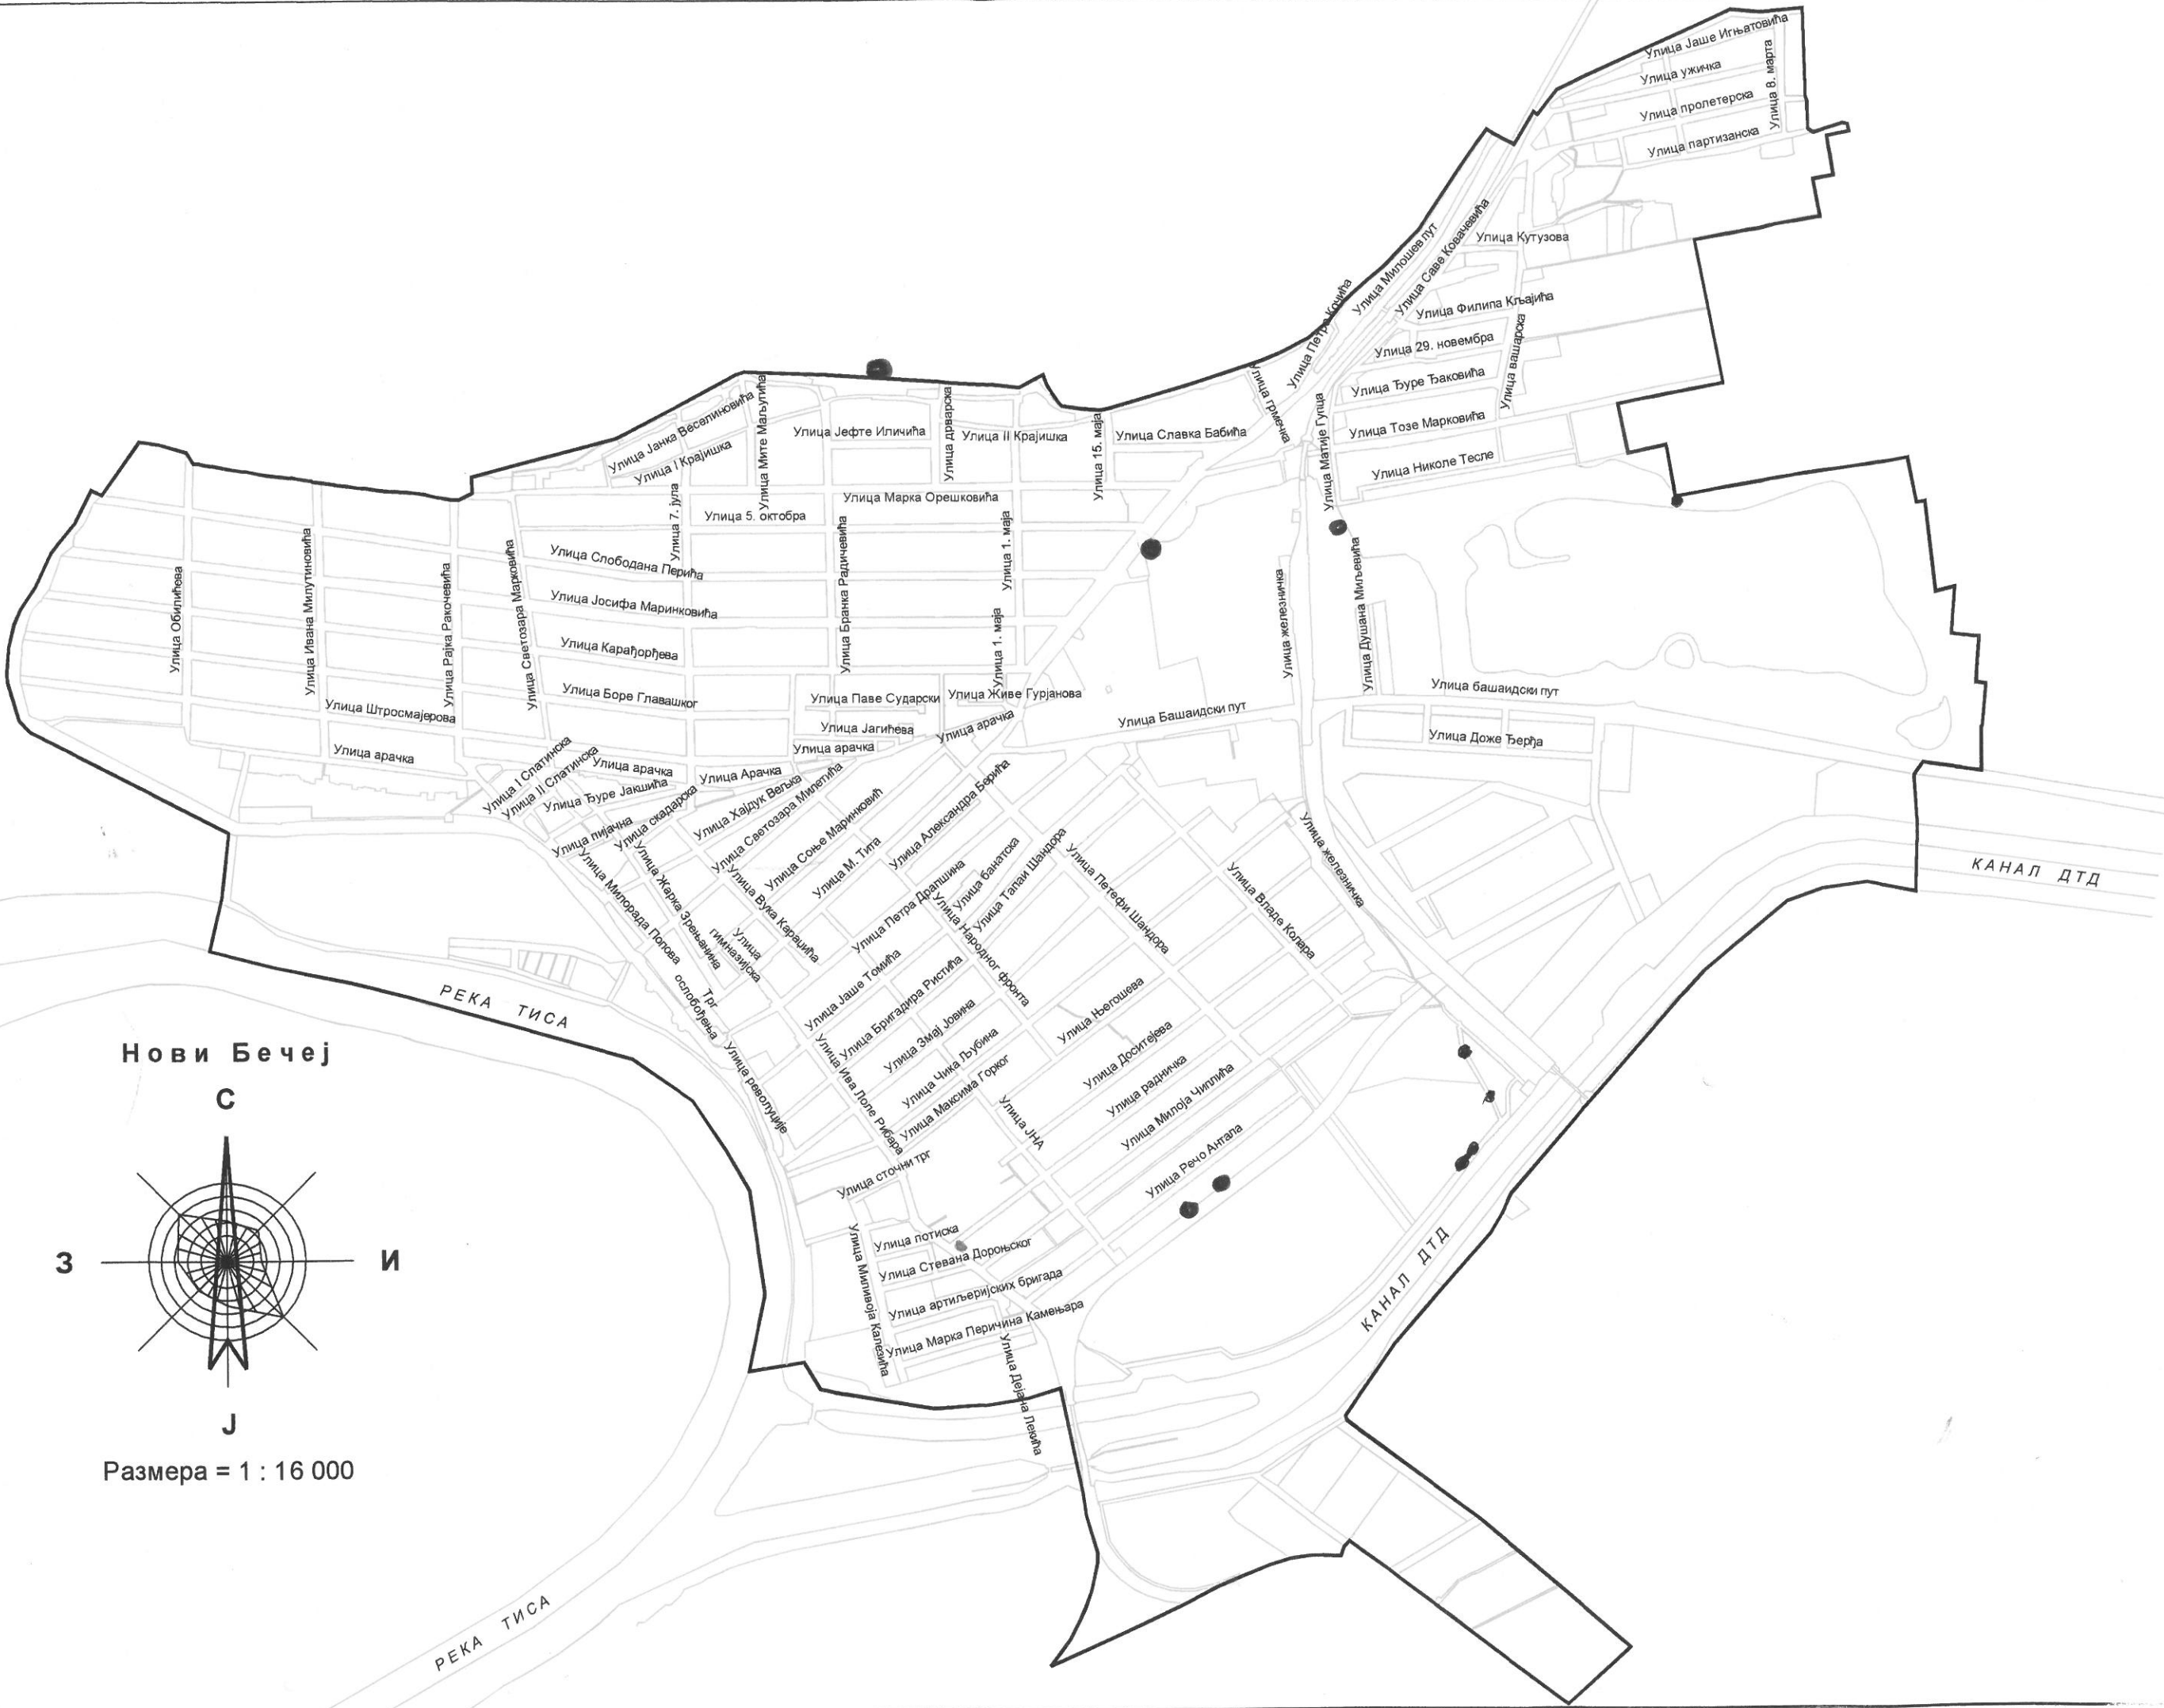 Улица Јаше Игњатовића
Улица ужичка
Улица 8. марта
Улица пролетерска
Улица партизанска
Улица Кутузова
Улица Милошев пут
Улица Саве Ковачевића
Улица Петра Кочића
Улица Филипа Кљајића
Улица 29. новембра
Улица вашарска
Улица Ђуре Ђаковића
Улица Тозе Марковића
Улица Николе Тесле
Улица Матије Гупца
Улица грмечка
Улица Славка Бабића
Улица 15. маја
Улица II Крајишка
Улица дрварска
Улица Јефте Иличића
Улица Мите Маљугића
Улица Јанка Веселиновића
Улица I Крајишка
Улица Марка Орешковића
Улица 7. јула
Улица 5. октобра
Улица Слободана Перића
Улица Јосифа Маринковића
Улица Карађорђева
Улица Боре Главашког
Улица Бранка Радичевића
Улица 1. маја
Улица 1. маја
Улица Обилићева
Улица Ивана Милутиновића
Улица Рајка Ракочевића
Улица Светозара Марковића
Улица Штросмајерова
Улица арачка
Улица Паве Сударски
Улица Живе Гурјанова
Улица Јагићева
Улица арачка
Улица арачка
Улица арачка
Улица Арачка
Улица I Слатинска
Улица II Слатинска
Улица Ђуре Јакшића
Улица пијачна
Улица скадарска
Улица Хајдук Вељка
Улица Светозара Милетића
Улица Соње Маринковић
Улица М. Тита
Улица Александра Берића
Улица железничка
Улица Душана Миљевића
Улица Башаидски пут
Улица башаидски пут
Улица Доже Ђерђа
Улица железничка
Улица Милорада Попова
Улица Жарка Зрењанина
Улица Вука Караџића
Улица
гимназијска
Улица Петра Драпшина
Улица банатска
Улица Талаи Шандора
Улица Петефи Шандора
Улица Владе Колара
Улица Народног фронта
Трг
ослобођења
Улица Јаше Томића
Улица Бригадира Ристића
Улица Змај Јовина
Улица Чика Љубина
Улица Максима Горког
Улица Његошева
Улица Доситејева
Улица радничка
Улица Милоја Чиплића
Улица Речо Антала
Улица ЈНА
Улица Ива Лоле Рибара
Улица револуције
Улица сточни трг
Улица потиска
Улица Стевана Дороњског
Улица артиљеријских бригада
Улица Марка Перичина Камењара
Улица Миливоја Калезића
Улица Дејана Лекића
КАНАЛ ДТД
КАНАЛ ДТД
РЕКА ТИСА
РЕКА ТИСА
Нови Бечеј
С
З
И
Ј
Размера = 1 : 16 000